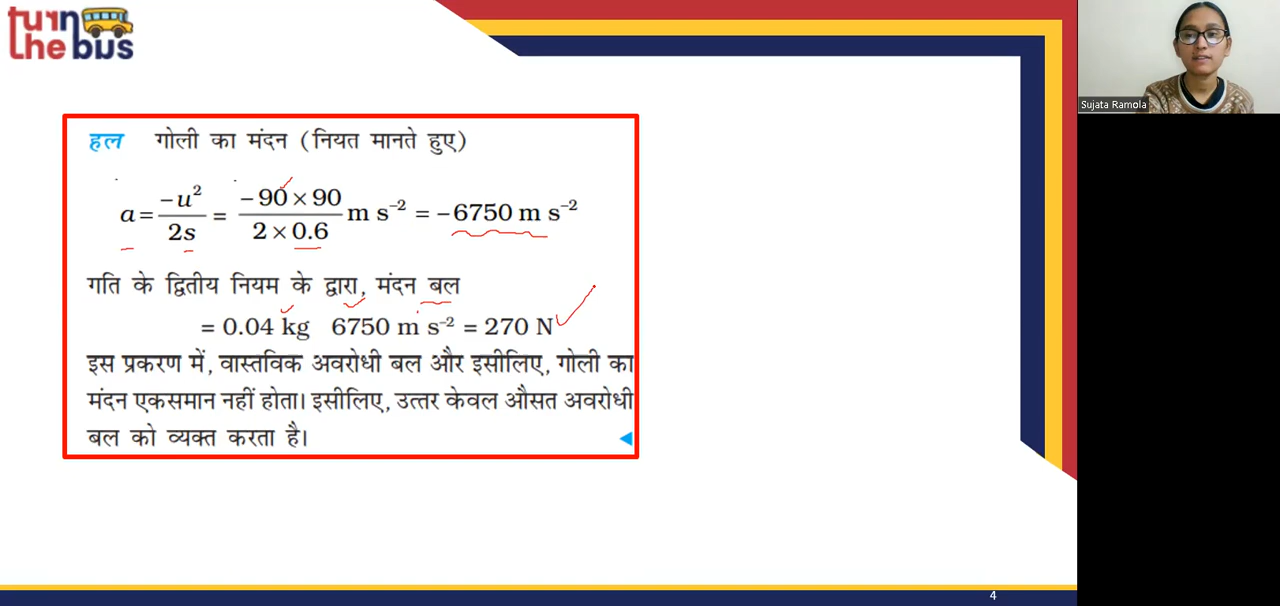 turn
the bus
Sujata Ramola
हल गोली का मंदन (नियत मानते हुए)
a = -u²/2s = -90 × 90/2 × 0.6 m s⁻² = -6750 m s⁻²
गति के द्वितीय नियम के द्वारा, मंदन बल
= 0.04 kg 6750 m s⁻² = 270 N
इस प्रकरण में, वास्तविक अवरोधी बल और इसीलिए, गोली का
मंदन एकसमान नहीं होता। इसीलिए, उत्तर केवल औसत अवरोधी
बल को व्यक्त करता है।
4